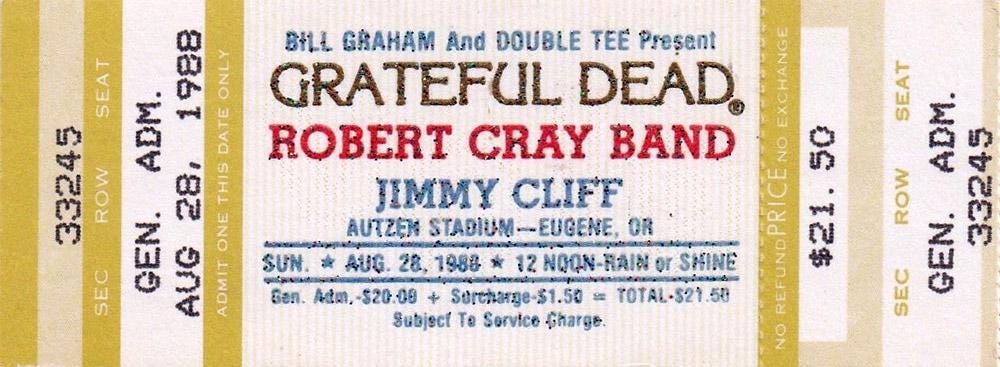 33245
SEC ROW SEAT
GEN. ADM.
AUG 28, 1988
ADMIT ONE THIS DATE ONLY
BILL GRAHAM And DOUBLE TEE Present
GRATEFUL DEAD®
ROBERT CRAY BAND
JIMMY CLIFF
AUTZEN STADIUM—EUGENE, OR
SUN. ★ AUG. 28, 1988 ★ 12 NOON-RAIN or SHINE
Gen. Adm.-$20.00 + Surcharge-$1.50 = TOTAL-$21.50
Subject To Service Charge.
NO REFUND PRICE NO EXCHANGE
$21.50
SEC ROW SEAT
GEN. ADM.
33245